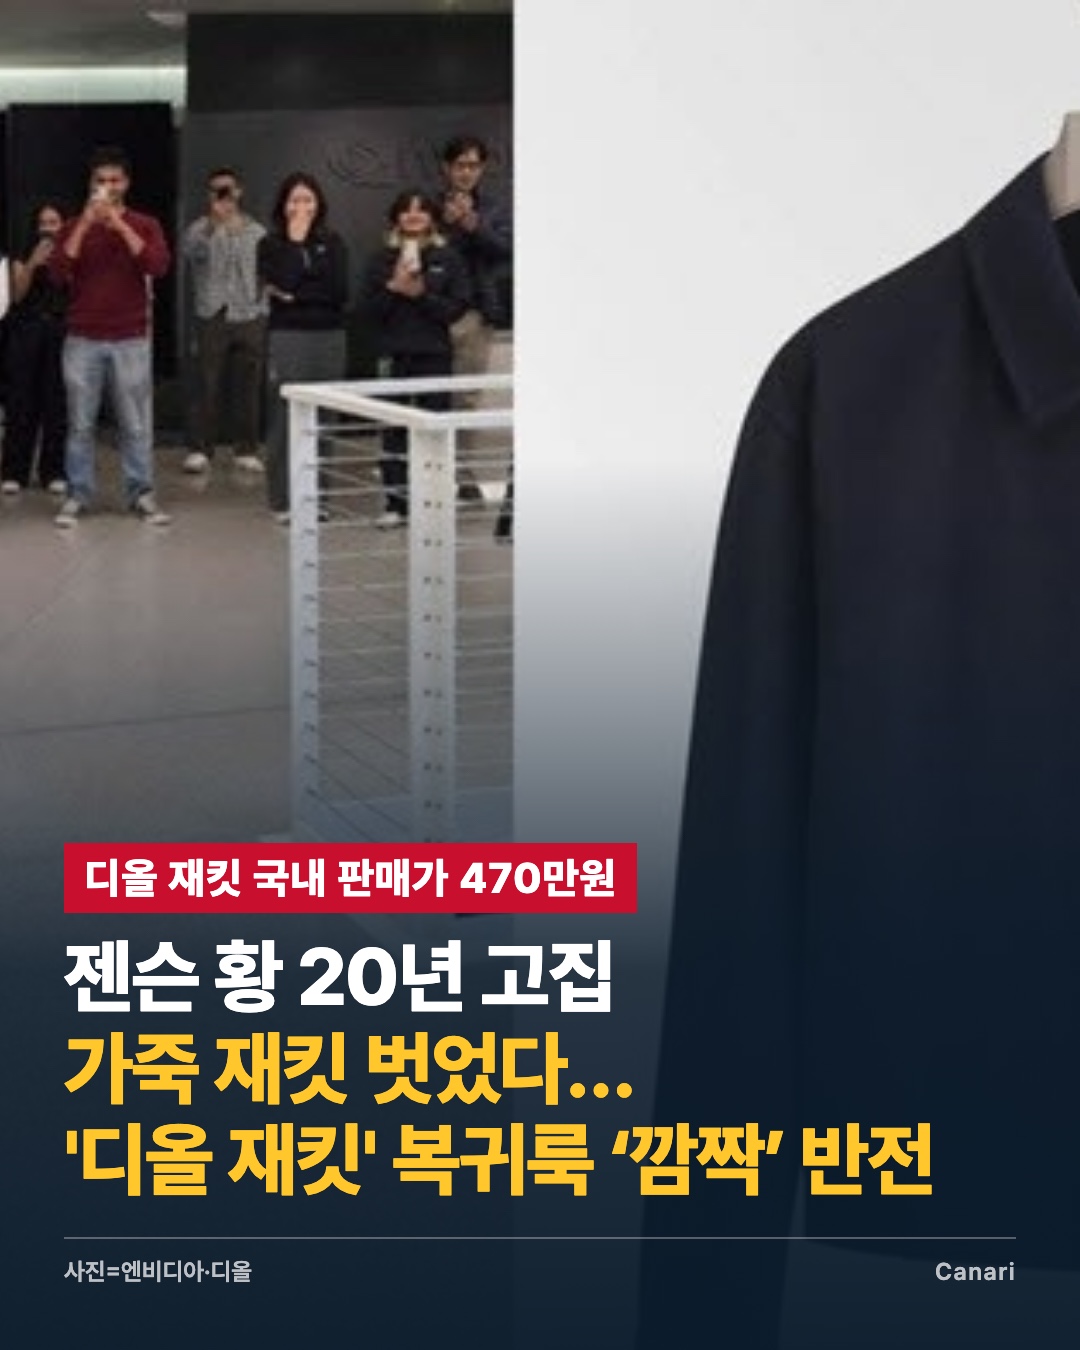 디올 재킷 국내 판매가 470만원
젠슨 황 20년 고집
가죽 재킷 벗었다...
'디올 재킷' 복귀룩 ‘깜짝’ 반전
사진=엔비디아·디올
Canari